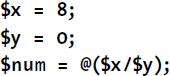 $x = 8;
$y = 0;
$num = @($x/$y);